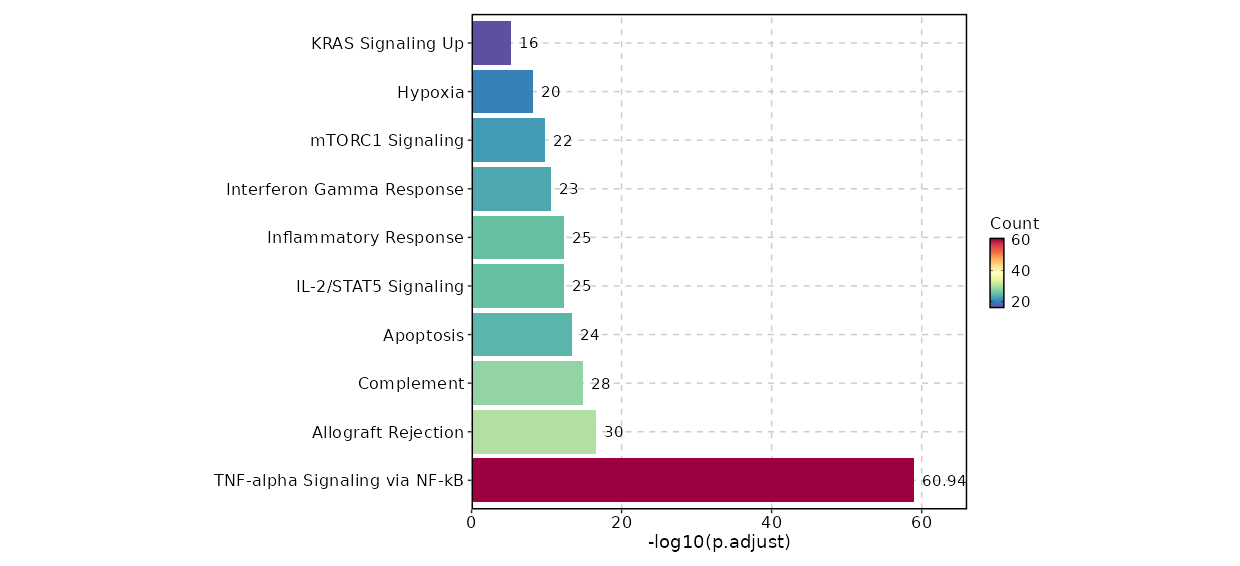 KRAS Signaling Up
16
Hypoxia
20
mTORC1 Signaling
22
Interferon Gamma Response
23
Inflammatory Response
25
IL-2/STAT5 Signaling
25
Apoptosis
24
Complement
28
Allograft Rejection
30
TNF-alpha Signaling via NF-kB
60.94
0 20 40 60
-log10(p.adjust)
Count
60
40
20